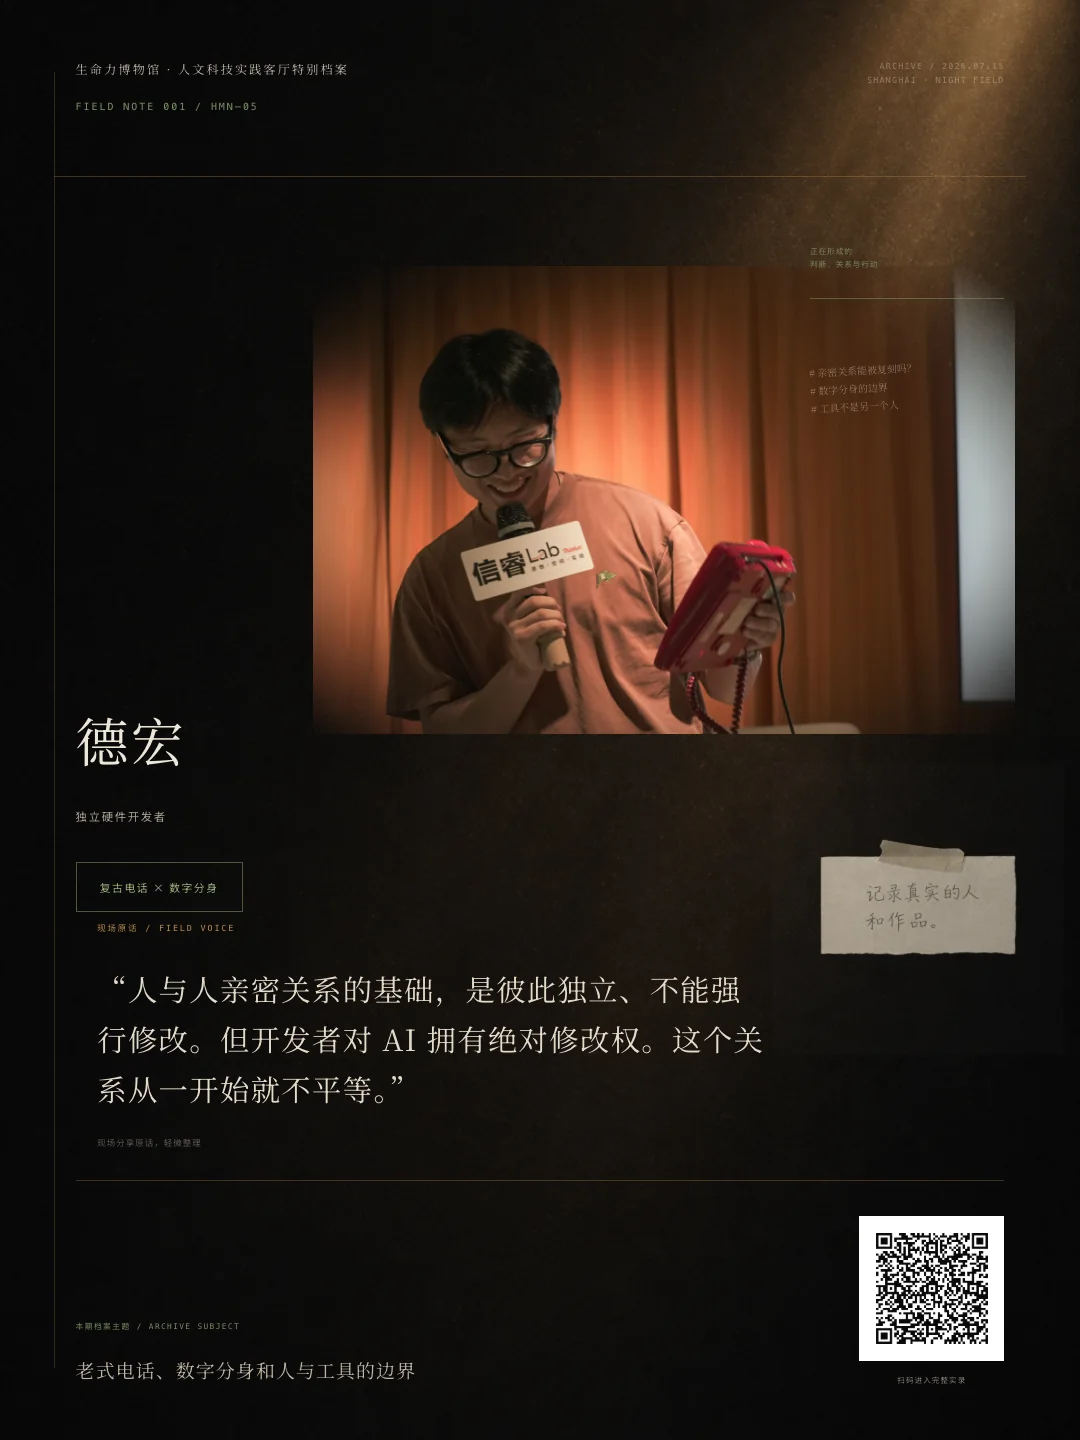 生命力博物馆 · 人文科技实践客厅特别档案
FIELD NOTE 001 / HMN—05
ARCHIVE / 2026.07.15
SHANGHAI · NIGHT FIELD
正在形成的
判断、关系与行动
# 亲密关系能被复刻吗？
# 数字分身的边界
# 工具不是另一个人
信睿Lab
德宏
独立硬件开发者
复古电话 × 数字分身
现场原话 / FIELD VOICE
“人与人亲密关系的基础，是彼此独立、不能强
行修改。但开发者对 AI 拥有绝对修改权。这个关
系从一开始就不平等。”
现场分享原话，轻微整理
记录真实的人
和作品。
本期档案主题 / ARCHIVE SUBJECT
老式电话、数字分身和人与工具的边界
扫码进入完整实录